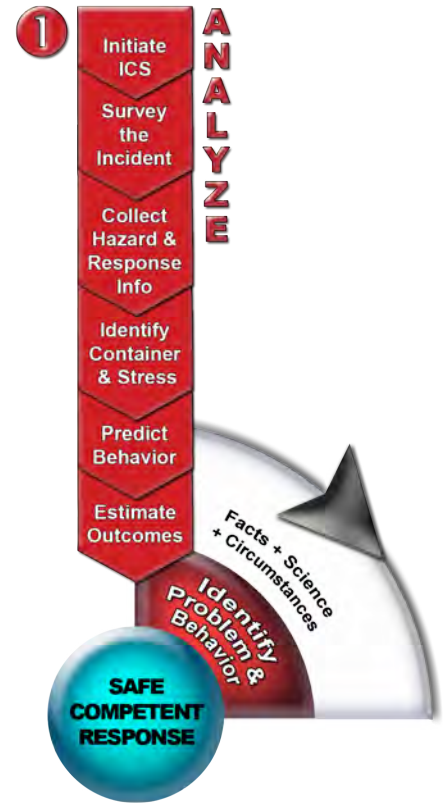 1
ANALYZE
Initiate
ICS
Survey
the
Incident
Collect
Hazard &
Response
Info
Identify
Container
& Stress
Predict
Behavior
Estimate
Outcomes
Facts + Science
+ Circumstances
Identify
Problem &
Behavior
SAFE
COMPETENT
RESPONSE